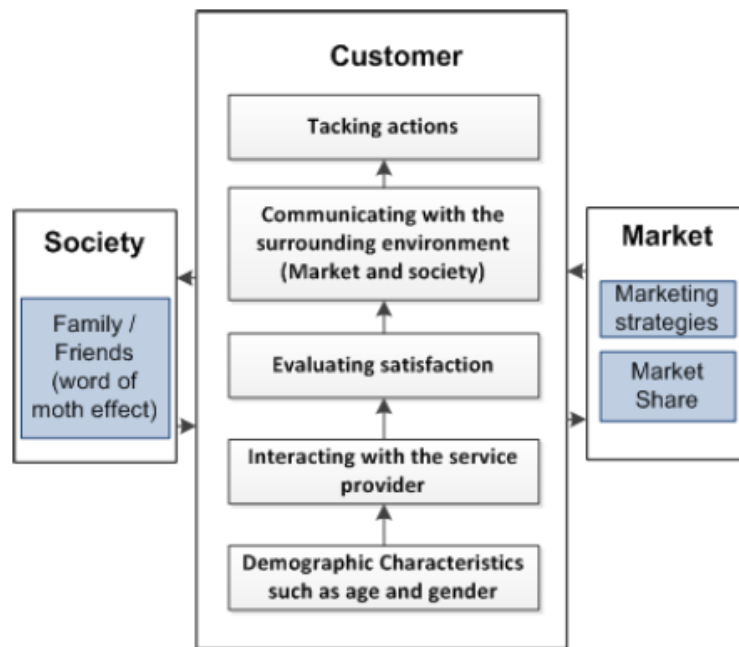 Customer
Tacking actions
Communicating with the
surrounding environment
(Market and society)
Evaluating satisfaction
Interacting with the service
provider
Demographic Characteristics
such as age and gender
Society
Family /
Friends
(word of
moth effect)
Market
Marketing
strategies
Market
Share